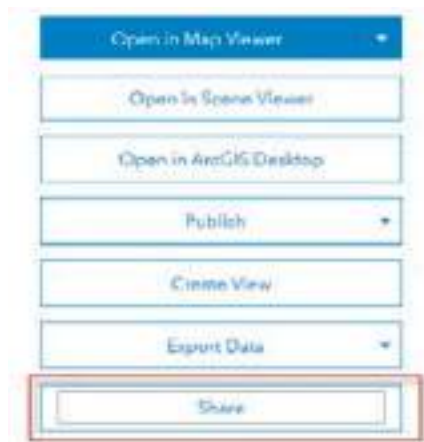 Open in Map Viewer
Open in Scene Viewer
Open in ArcGIS Desktop
Publish
Create View
Export Data
Share